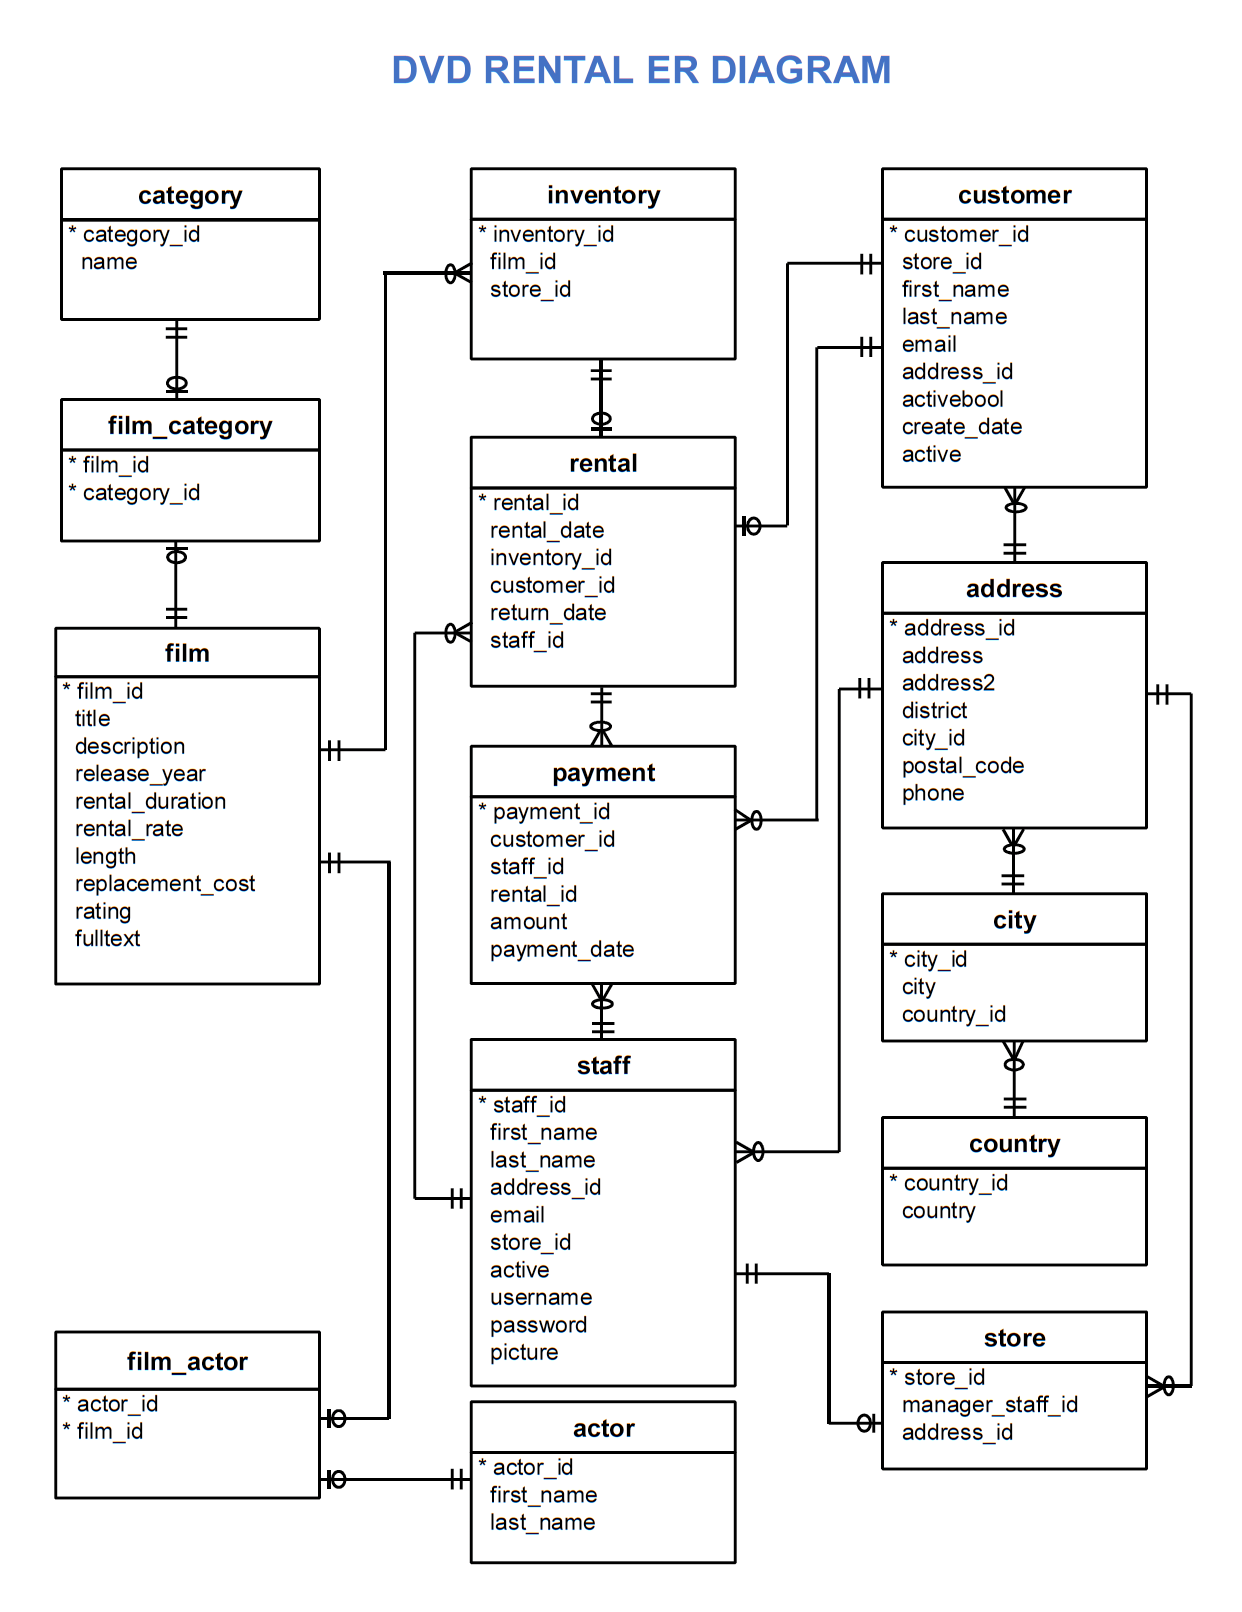 DVD RENTAL ER DIAGRAM
category
* category_id
name
film_category
* film_id
* category_id
film
* film_id
title
description
release_year
rental_duration
rental_rate
length
replacement_cost
rating
fulltext
film_actor
* actor_id
* film_id
inventory
* inventory_id
film_id
store_id
rental
* rental_id
rental_date
inventory_id
customer_id
return_date
staff_id
payment
* payment_id
customer_id
staff_id
rental_id
amount
payment_date
staff
* staff_id
first_name
last_name
address_id
email
store_id
active
username
password
picture
actor
* actor_id
first_name
last_name
customer
* customer_id
store_id
first_name
last_name
email
address_id
activebool
create_date
active
address
* address_id
address
address2
district
city_id
postal_code
phone
city
* city_id
city
country_id
country
* country_id
country
store
* store_id
manager_staff_id
address_id